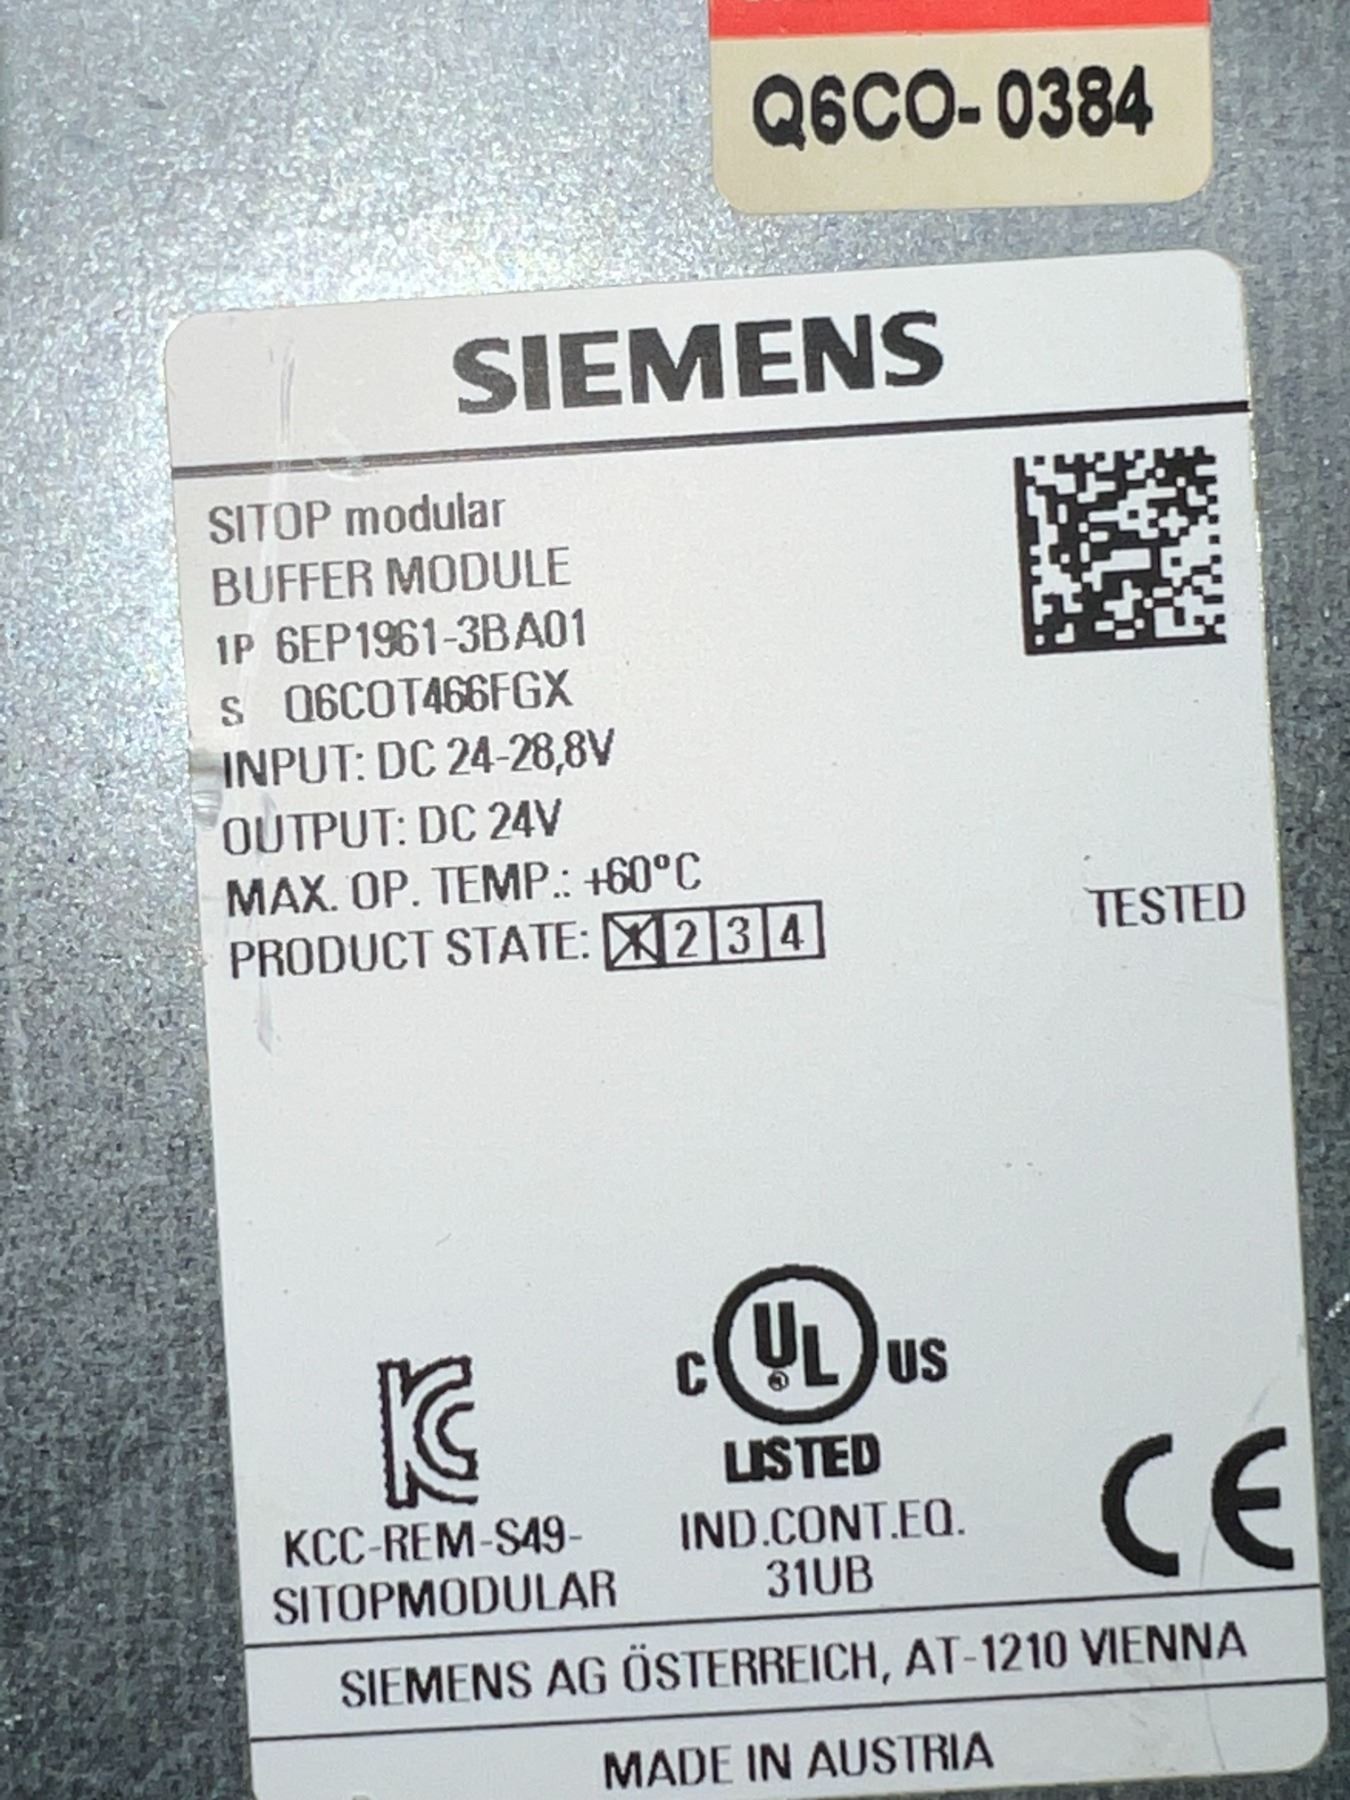 Q6CO-0384
SIEMENS
SITOP modular
BUFFER MODULE
1P 6EP1961-3BA01
S Q6COT466FGX
INPUT: DC 24-28,8V
OUTPUT: DC 24V
MAX. OP. TEMP.: +60°C
PRODUCT STATE: 1 2 3 4
TESTED
KC
KCC-REM-S49-
SITOPMODULAR
C UL US
LISTED
IND.CONT.EQ.
31UB
CE
SIEMENS AG ÖSTERREICH, AT-1210 VIENNA
MADE IN AUSTRIA